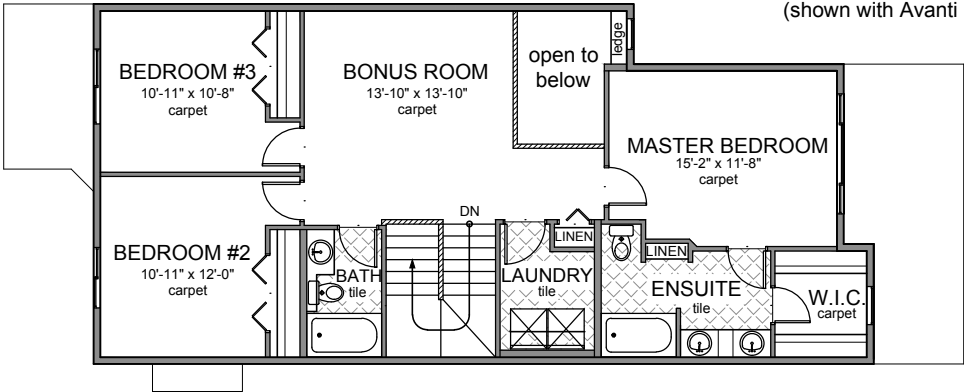 (shown with Avanti
BEDROOM #3
10'-11" x 10'-8"
carpet
BONUS ROOM
13'-10" x 13'-10"
carpet
open to
below
ledge
MASTER BEDROOM
15'-2" x 11'-8"
carpet
BEDROOM #2
10'-11" x 12'-0"
carpet
BATH
tile
DN
LAUNDRY
tile
LINEN
LINEN
ENSUITE
tile
W.I.C.
carpet